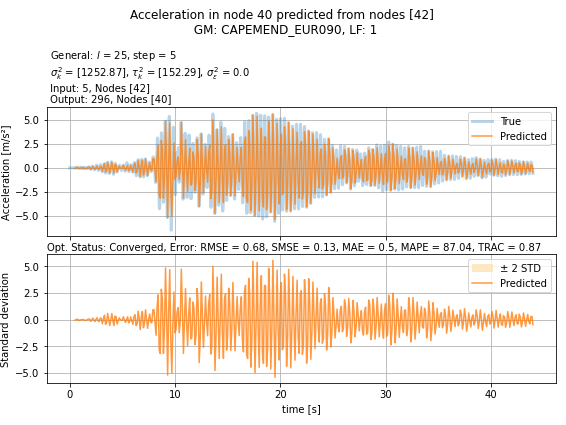 Acceleration in node 40 predicted from nodes [42]
GM: CAPEMEND_EUR090, LF: 1
General: l = 25, step = 5
σ²ₖ = [1252.87], τ²ₖ = [152.29], σ²ₑ = 0.0
Input: 5, Nodes [42]
Output: 296, Nodes [40]
Acceleration [m/s²]
5.0
2.5
0.0
−2.5
−5.0
True
Predicted
Opt. Status: Converged, Error: RMSE = 0.68, SMSE = 0.13, MAE = 0.5, MAPE = 87.04, TRAC = 0.87
Standard deviation
5.0
2.5
0.0
−2.5
−5.0
± 2 STD
Predicted
0 10 20 30 40
time [s]